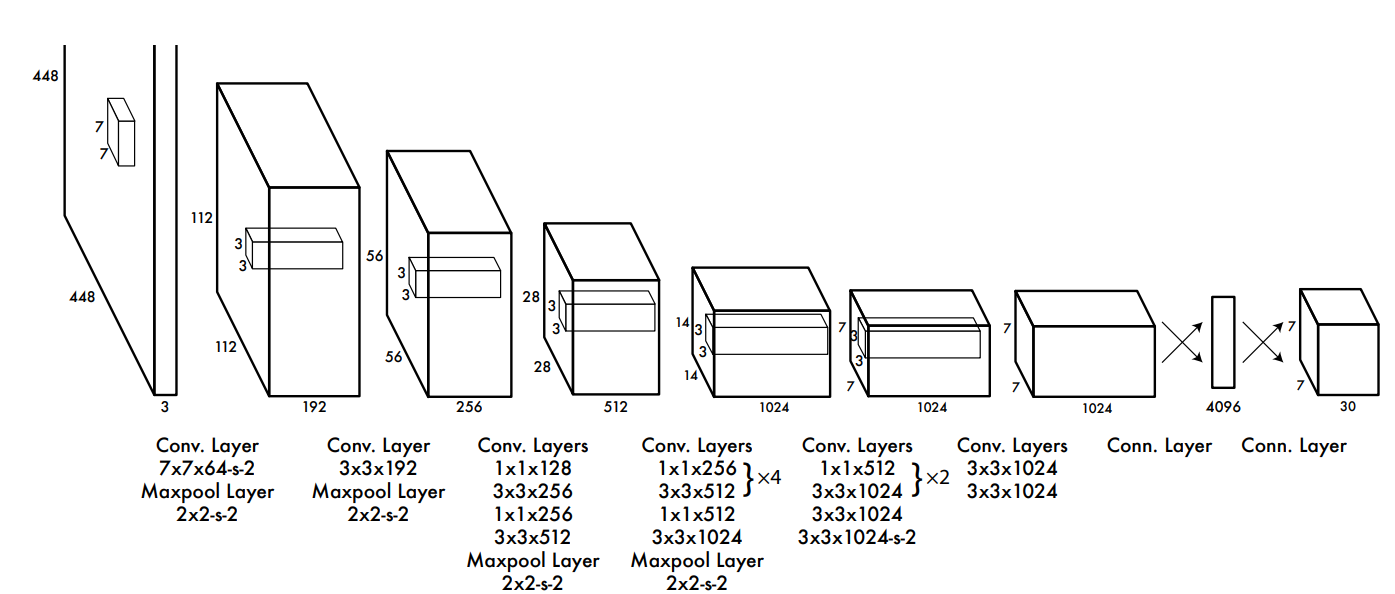 448
7
7
448
3
112
3
3
112
192
56
3
3
56
256
28
3
3
28
512
14
3
3
14
1024
7
3
3
7
1024
7
7
1024
4096
7
7
30
Conv. Layer
7x7x64-s-2
Maxpool Layer
2x2-s-2
Conv. Layer
3x3x192
Maxpool Layer
2x2-s-2
Conv. Layers
1x1x128
3x3x256
1x1x256
3x3x512
Maxpool Layer
2x2-s-2
Conv. Layers
1x1x256
3x3x512
}×4
1x1x512
3x3x1024
Maxpool Layer
2x2-s-2
Conv. Layers
1x1x512
3x3x1024
}×2
3x3x1024
3x3x1024-s-2
Conv. Layers
3x3x1024
3x3x1024
Conn. Layer
Conn. Layer